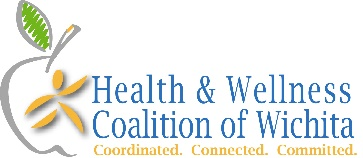 Health & Wellness
Coalition of Wichita
Coordinated. Connected. Committed.